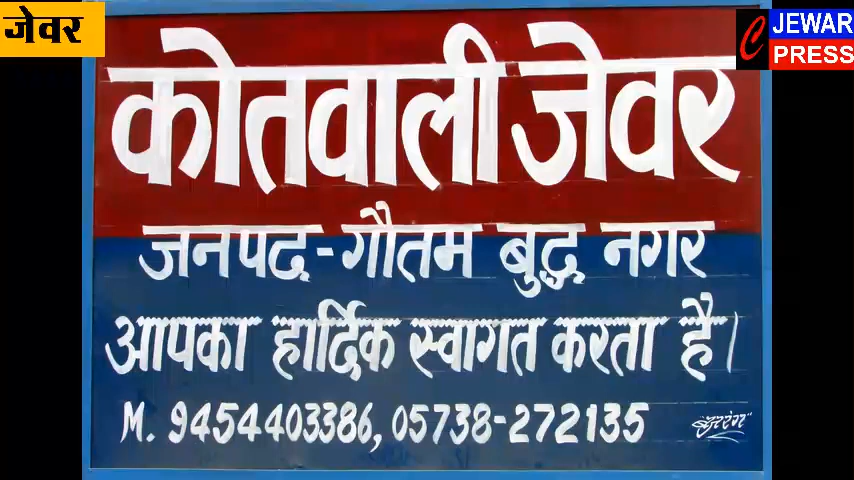 जेवर
C JEWAR
PRESS
कोतवाली जेवर
जनपद-गौतम बुद्ध नगर
आपका हार्दिक स्वागत करता है।
M. 9454403386, 05738-272135